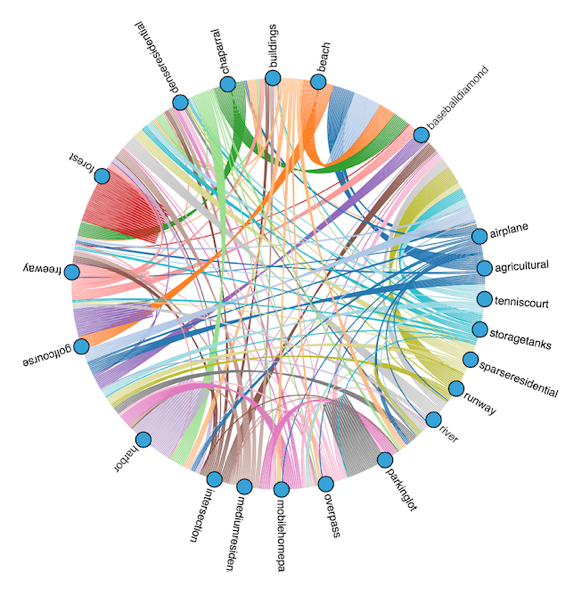 buildings
beach
chaparral
denseresidential
baseballdiamond
forest
airplane
agricultural
freeway
tenniscourt
storagetanks
golfcourse
sparseresidential
runway
river
harbor
parkinglot
intersection
mediumresiden.
mobilehomepa
overpass